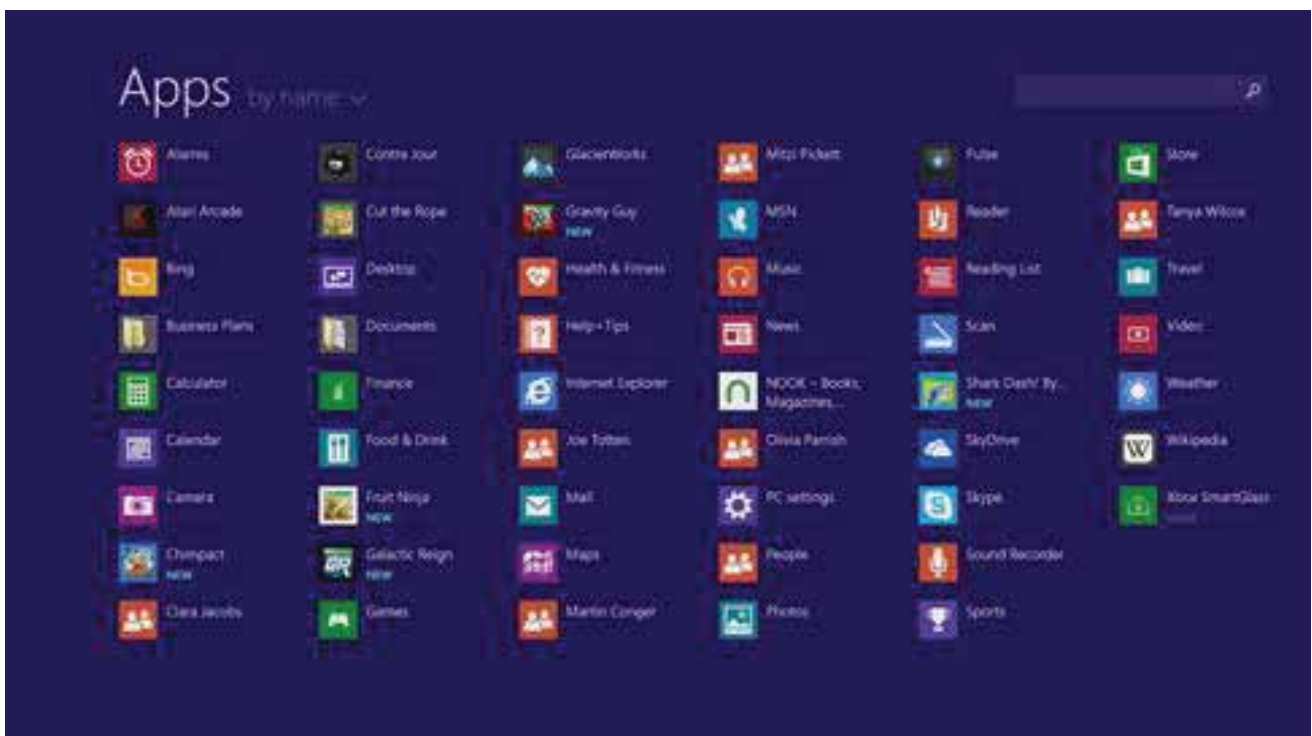 Apps by name
Alarms
Atari Arcade
Bing
Business Plans
Calculator
Calendar
Camera
Chimpact
NEW
Clara Jacobs
Contre Jour
Cut the Rope
Desktop
Documents
Finance
Food & Drink
Fruit Ninja
NEW
Galactic Reign
NEW
Games
GlacierWorks
Gravity Guy
NEW
Health & Fitness
Help+Tips
Internet Explorer
Joe Totten
Mail
Maps
Martin Conger
Mitzi Pickett
MSN
Music
News
NOOK – Books,
Magazines...
Olivia Parrish
PC settings
People
Photos
Pulse
Reader
Reading List
Scan
Shark Dash! By...
NEW
SkyDrive
Skype
Sound Recorder
Sports
Store
Tanya Wilcox
Travel
Video
Weather
W Wikipedia
Xbox SmartGlass